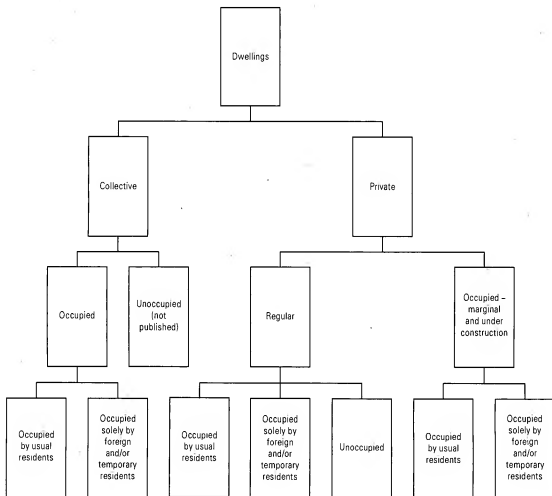 Dwellings
Collective
Private
Occupied
Unoccupied
(not
published)
Regular
Occupied –
marginal
and under
construction
Occupied
by usual
residents
Occupied
solely by
foreign
and/or
temporary
residents
Occupied
by usual
residents
Occupied
solely by
foreign
and/or
temporary
residents
Unoccupied
Occupied
by usual
residents
Occupied
solely by
foreign
and/or
temporary
residents